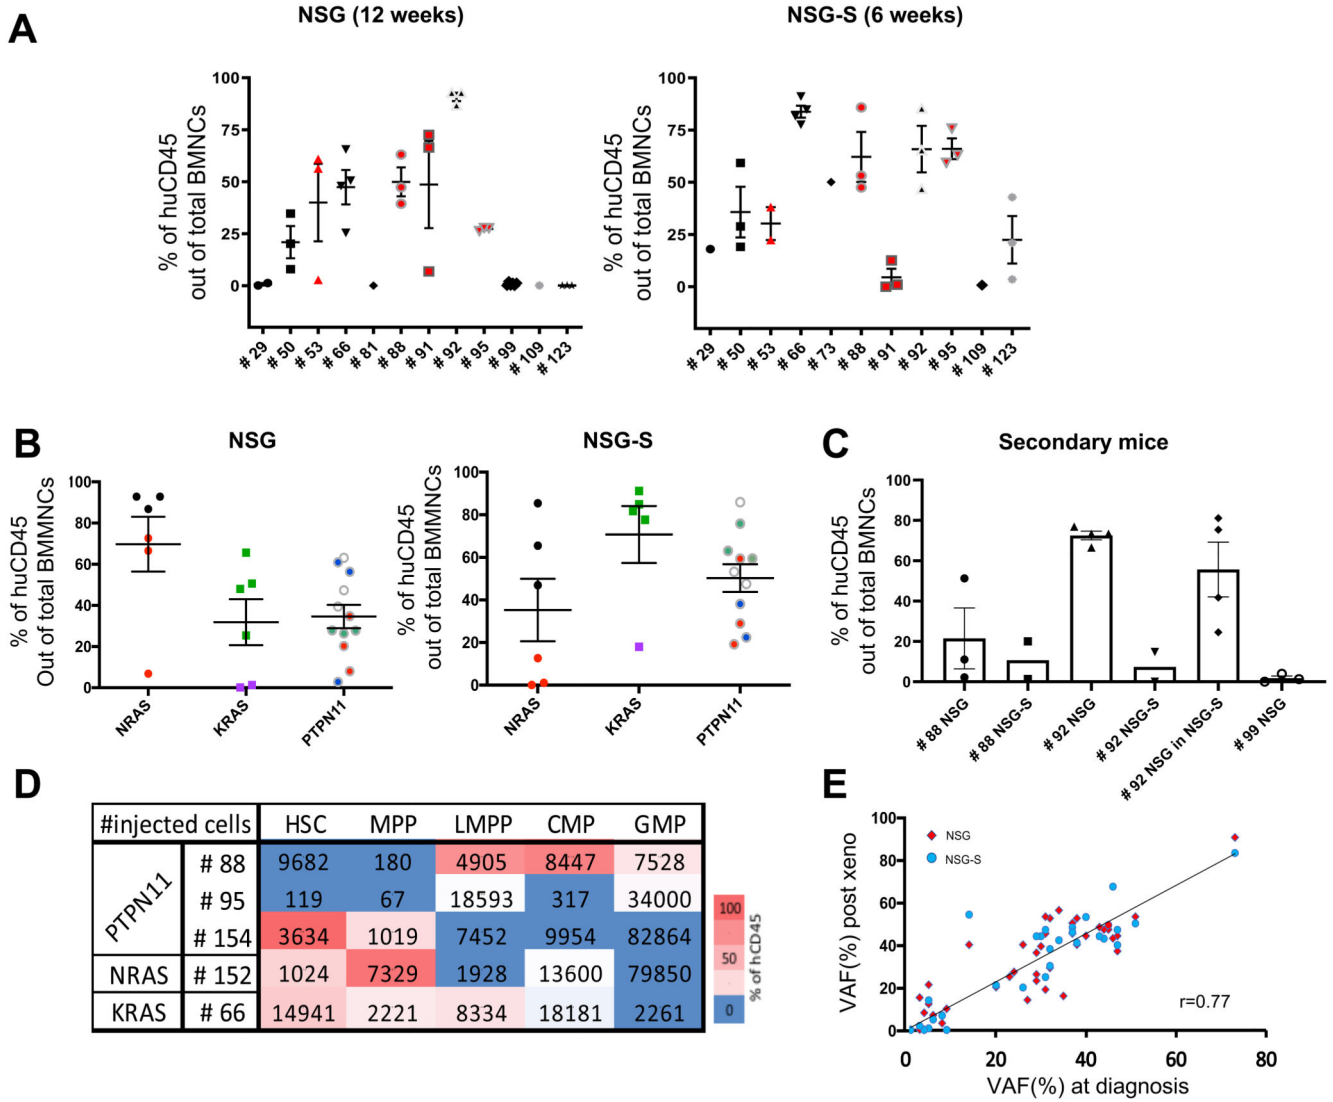 A
NSG (12 weeks)
NSG-S (6 weeks)
% of huCD45
out of total BMNCs
100
75
50
25
0
# 29
# 50
# 53
# 66
# 81
# 88
# 91
# 92
# 95
# 99
# 109
# 123
% of huCD45
out of total BMNCs
100
75
50
25
0
# 29
# 50
# 53
# 66
# 73
# 88
# 91
# 92
# 95
# 109
# 123
B
NSG
% of huCD45
Out of total BMMNCs
100
80
60
40
20
0
NRAS
KRAS
PTPN11
NSG-S
% of huCD45
out of total BMMNCs
100
80
60
40
20
0
NRAS
KRAS
PTPN11
C
Secondary mice
% of huCD45
out of total BMNCs
100
80
60
40
20
0
# 88 NSG
# 88 NSG-S
# 92 NSG
# 92 NSG-S
# 92 NSG in NSG-S
# 99 NSG
D
#injected cells HSC MPP LMPP CMP GMP
PTPN11
# 88 9682 180 4905 8447 7528
# 95 119 67 18593 317 34000
# 154 3634 1019 7452 9954 82864
NRAS # 152 1024 7329 1928 13600 79850
KRAS # 66 14941 2221 8334 18181 2261
100
50
0
% of hCD45
E
VAF(%) post xeno
100
80
60
40
20
0
NSG
NSG-S
r=0.77
0 20 40 60 80
VAF(%) at diagnosis